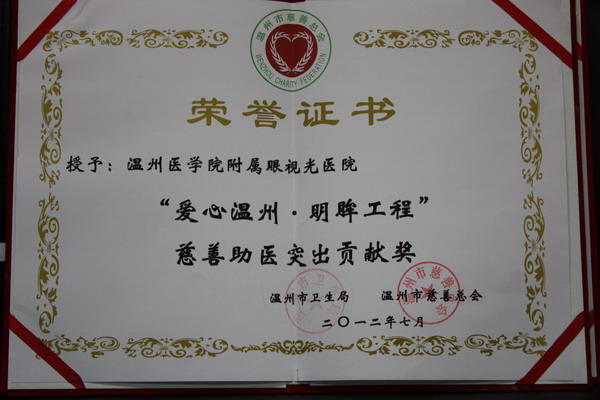 温州市慈善总会
WENZHOU CHARITY FEDERATION
荣誉证书
授予：温州医学院附属眼视光医院
“爱心温州·明眸工程”
慈善助医突出贡献奖
温州市卫生局 温州市慈善总会
二〇一二年七月